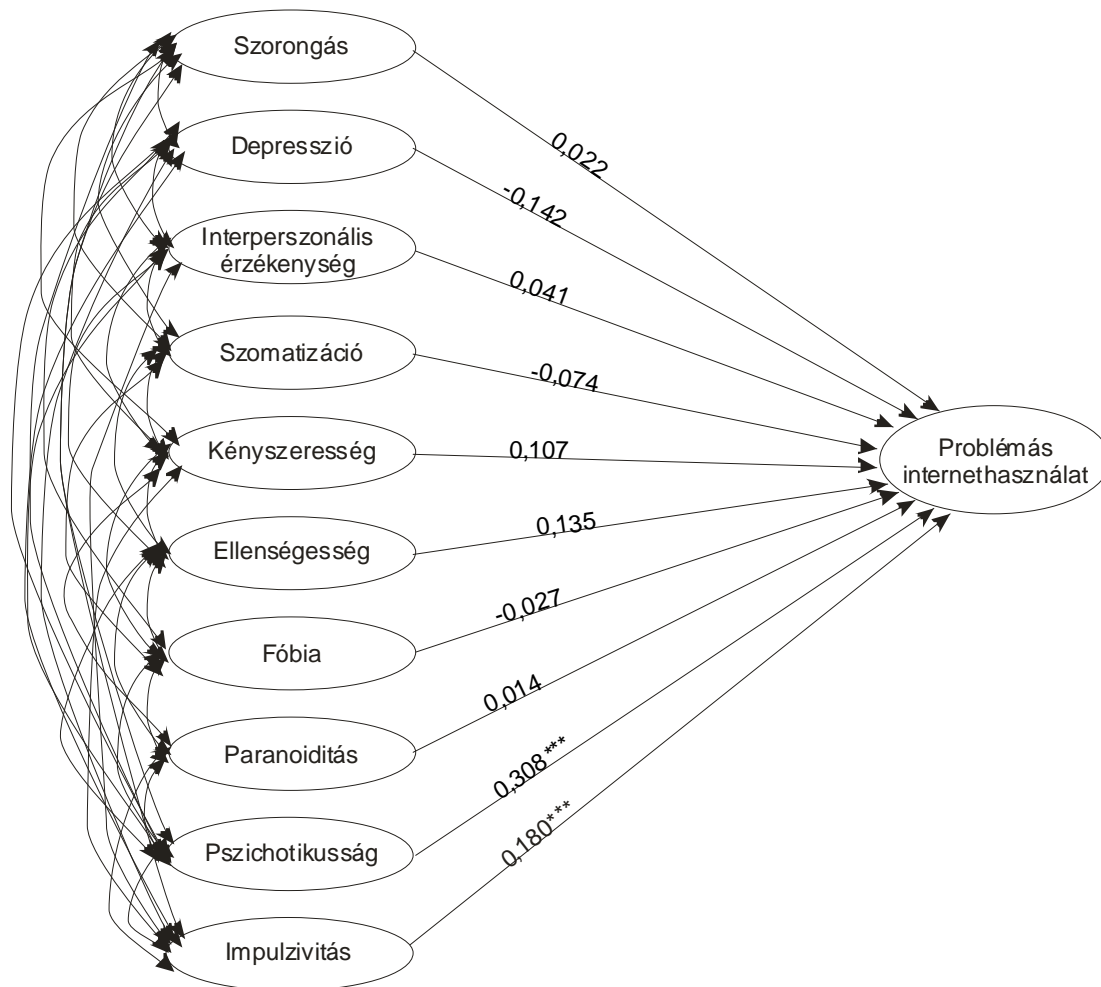 Szorongás
0,022
Depresszió
-0,142
Interperszonális
érzékenység
0,041
Szomatizáció
-0,074
Kényszeresség
0,107
Problémás
internethasználat
Ellenségesség
0,135
Fóbia
-0,027
Paranoiditás
0,014
Pszichotikusság
0,308***
Impulzivitás
0,180***